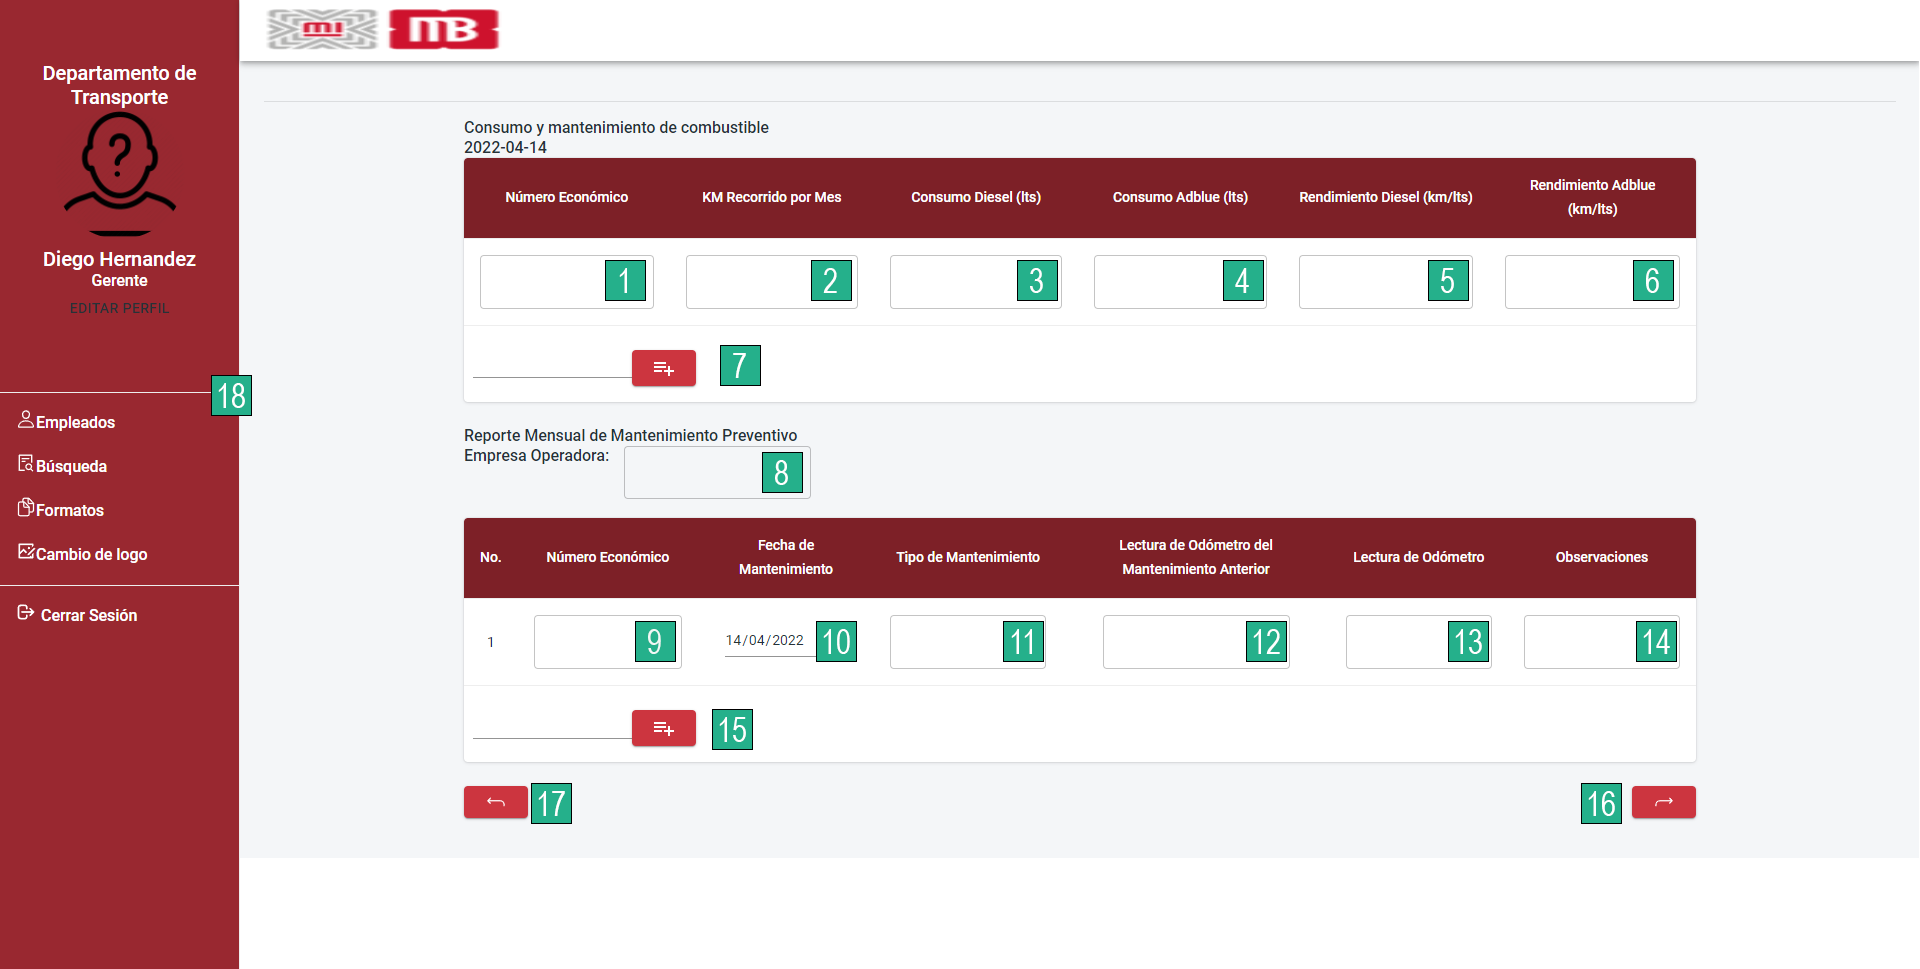 MI MB
Departamento de
Transporte
?
Diego Hernandez
Gerente
EDITAR PERFIL
18
Empleados
Búsqueda
Formatos
Cambio de logo
Cerrar Sesión
Consumo y mantenimiento de combustible
2022-04-14
Número Económico KM Recorrido por Mes Consumo Diesel (lts) Consumo Adblue (lts) Rendimiento Diesel (km/lts) Rendimiento Adblue
(km/lts)
1 2 3 4 5 6
7
Reporte Mensual de Mantenimiento Preventivo
Empresa Operadora: 8
No. Número Económico Fecha de
Mantenimiento Tipo de Mantenimiento Lectura de Odómetro del
Mantenimiento Anterior Lectura de Odómetro Observaciones
1 9 14/04/2022 10 11 12 13 14
15
17 16